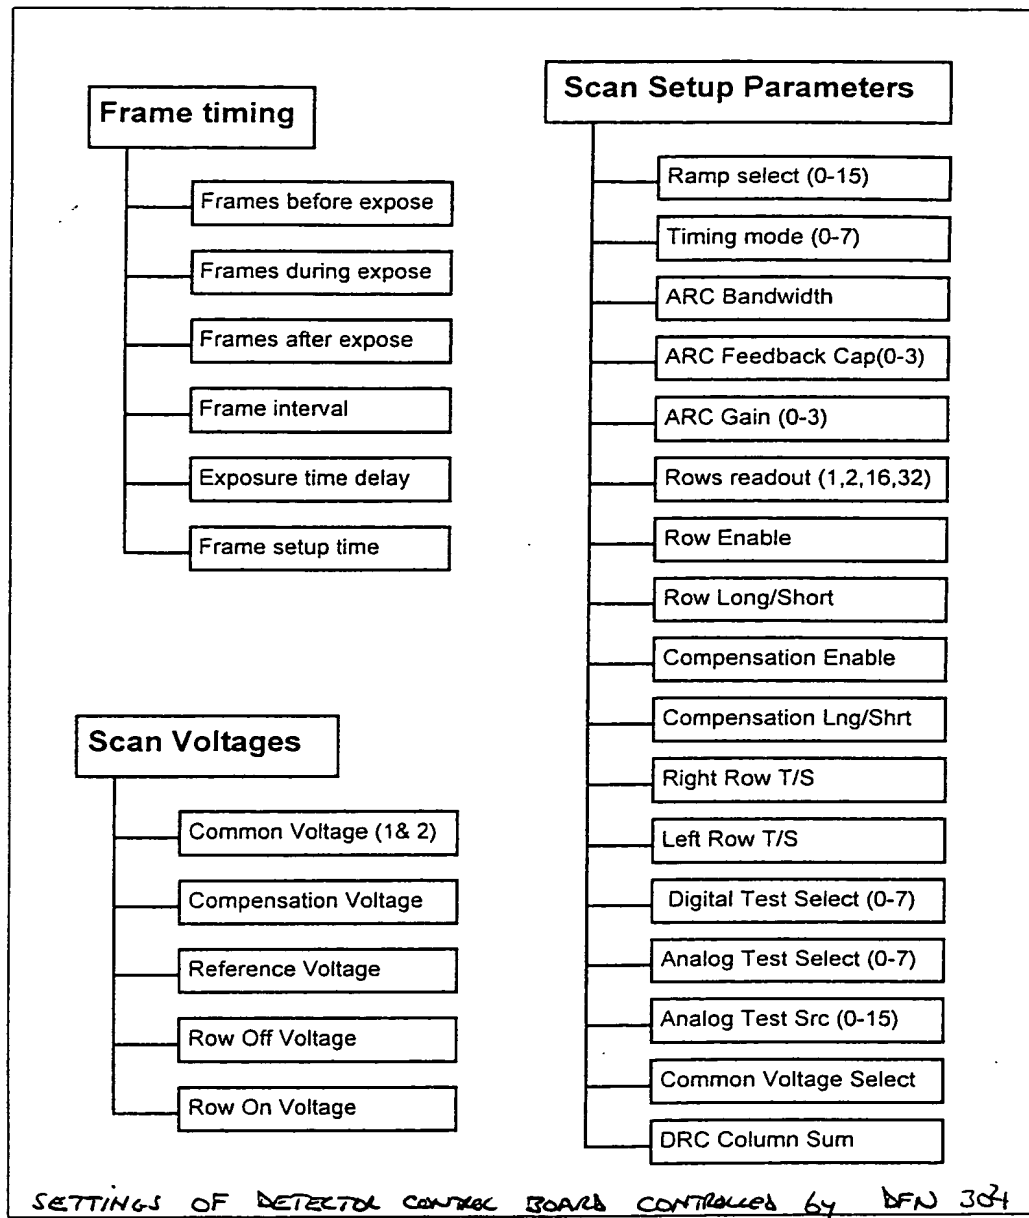 Frame timing
Frames before expose
Frames during expose
Frames after expose
Frame interval
Exposure time delay
Frame setup time
Scan Voltages
Common Voltage (1& 2)
Compensation Voltage
Reference Voltage
Row Off Voltage
Row On Voltage
Scan Setup Parameters
Ramp select (0-15)
Timing mode (0-7)
ARC Bandwidth
ARC Feedback Cap(0-3)
ARC Gain (0-3)
Rows readout (1,2,16,32)
Row Enable
Row Long/Short
Compensation Enable
Compensation Lng/Shrt
Right Row T/S
Left Row T/S
Digital Test Select (0-7)
Analog Test Select (0-7)
Analog Test Src (0-15)
Common Voltage Select
DRC Column Sum
SETTINGS OF DETECTOR CONTROL BOARD CONTROLLED by DFN 304